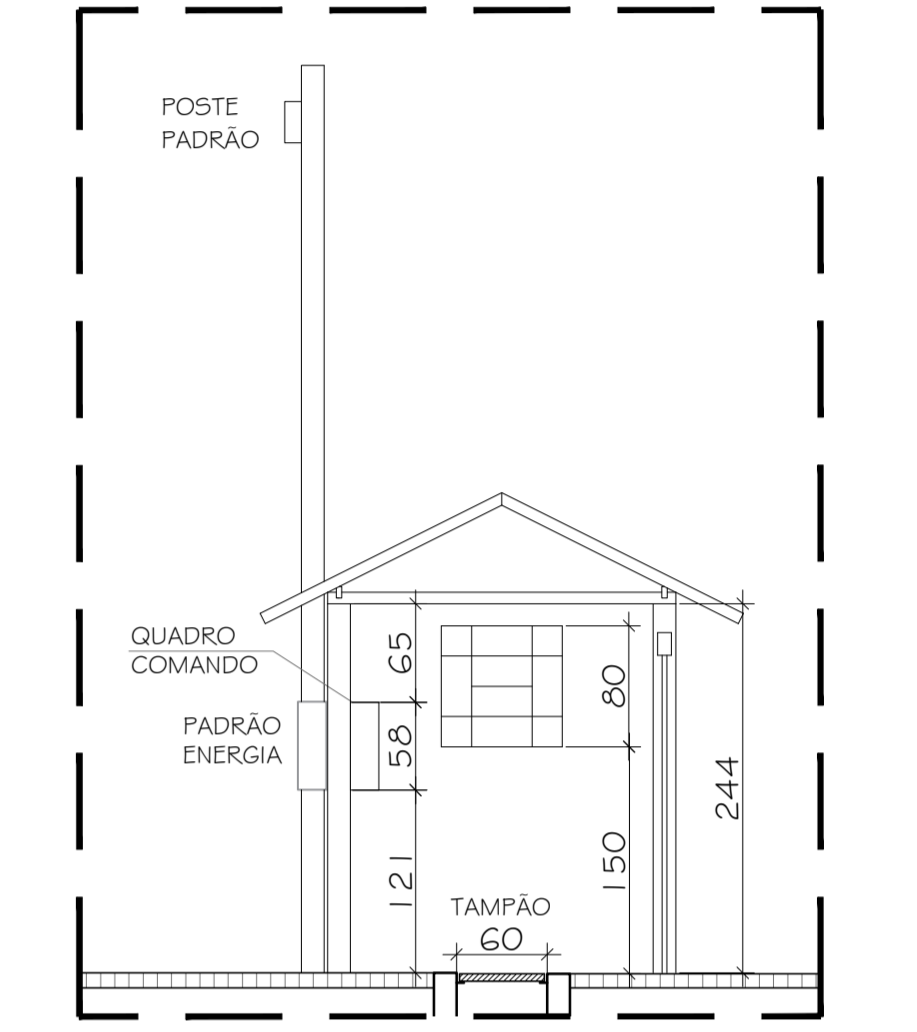 POSTE
PADRÃO
QUADRO
COMANDO
65
80
PADRÃO
ENERGIA
58
244
121
150
TAMPÃO
60